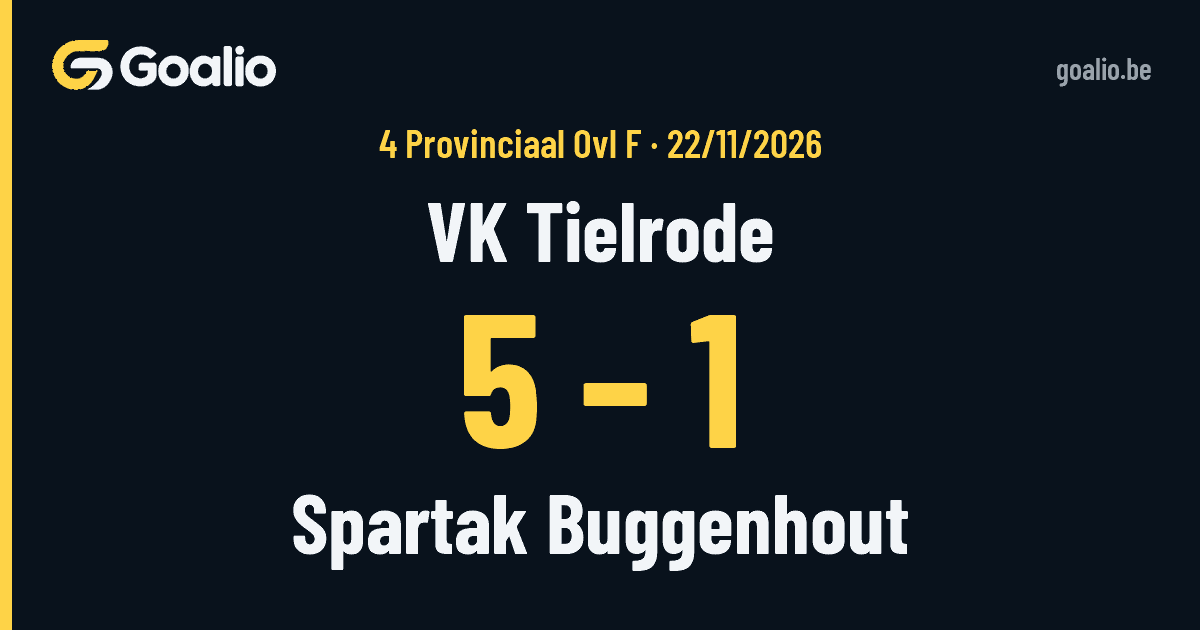 Goalio
goalio.be
4 Provinciaal Ovl F · 22/11/2026
VK Tielrode
5 – 1
Spartak Buggenhout